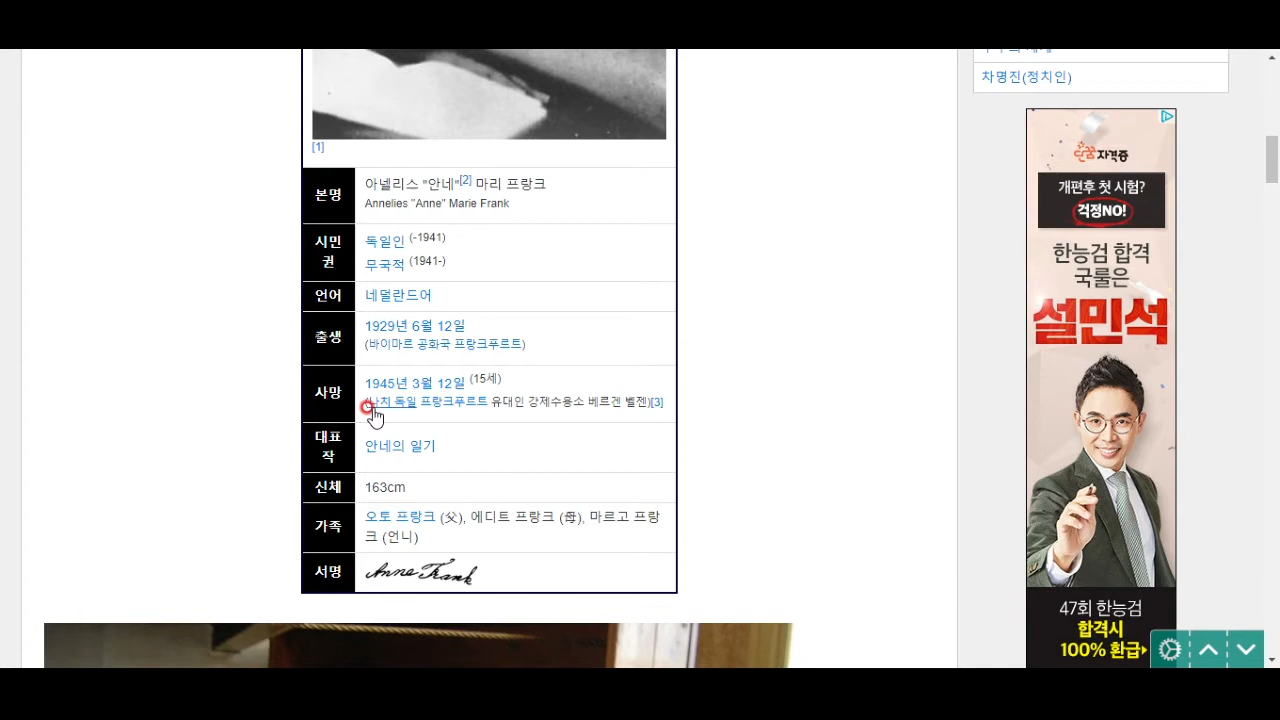 차명진(정치인)
[1]
본명
아넬리스 "안네"[2] 마리 프랑크
Annelies "Anne" Marie Frank
시민
권
독일인 (-1941)
무국적 (1941-)
언어
네덜란드어
출생
1929년 6월 12일
(바이마르 공화국 프랑크푸르트)
사망
1945년 3월 12일 (15세)
(나치 독일 프랑크푸르트 유대인 강제수용소 베르겐 벨젠)[3]
대표
작
안네의 일기
신체
163cm
가족
오토 프랑크 (父), 에디트 프랑크 (母), 마르고 프랑
크 (언니)
서명
Anne Frank
단꿈자격증
개편후 첫 시험?
걱정NO!
한능검 합격
국룰은
설민석
47회 한능검
합격시
100% 환급